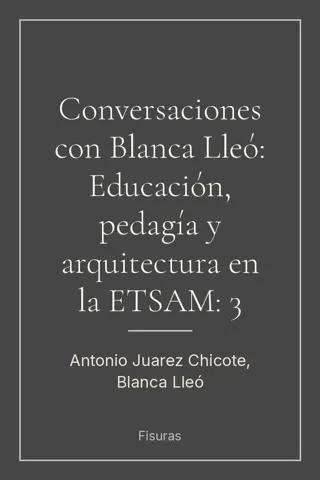 Conversaciones
con Blanca Lleó:
Educación,
pedagía y
arquitectura en
la ETSAM: 3
Antonio Juarez Chicote,
Blanca Lleó
Fisuras